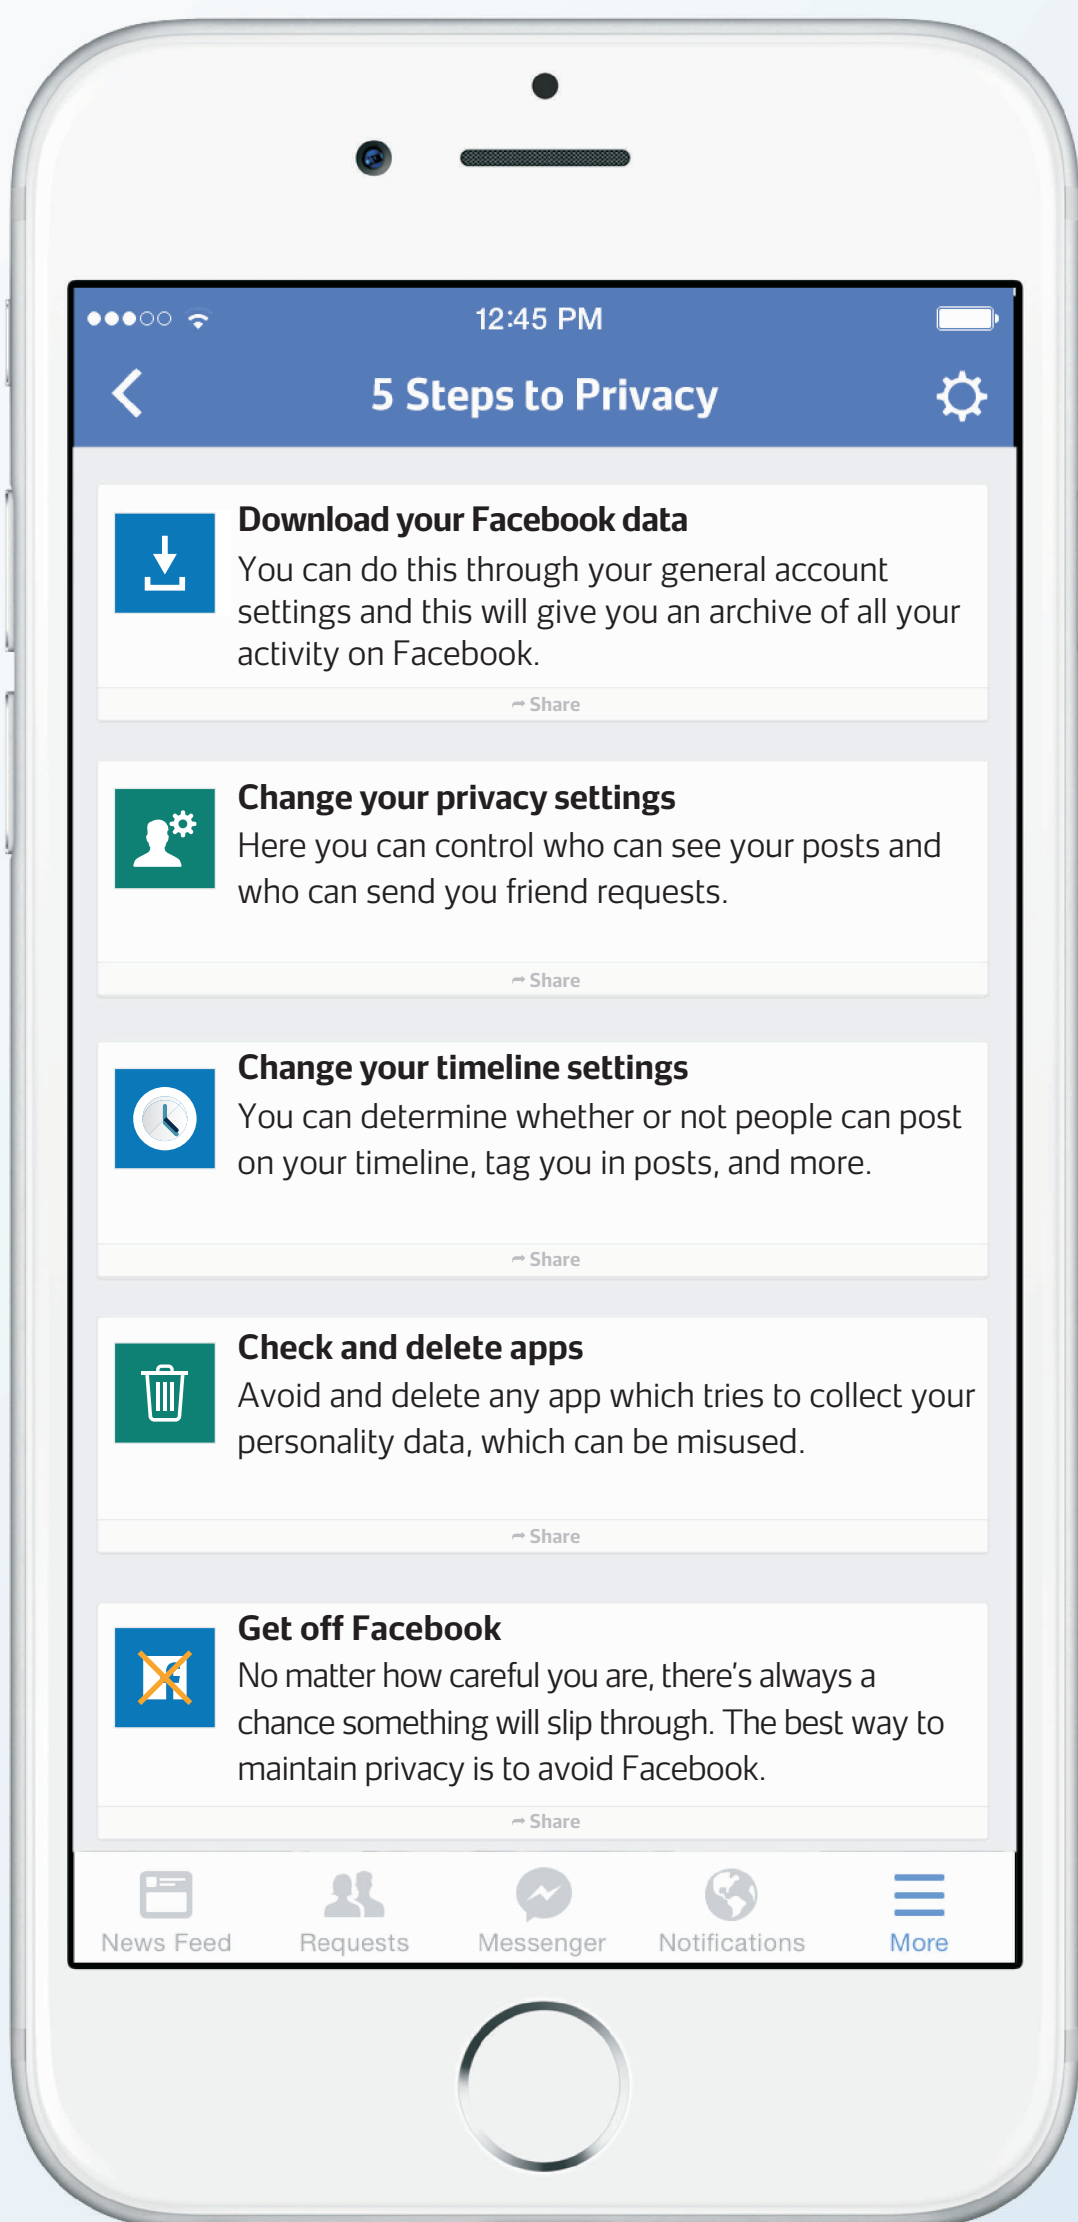 12:45 PM
5 Steps to Privacy
Download your Facebook data
You can do this through your general account
settings and this will give you an archive of all your
activity on Facebook.
Share
Change your privacy settings
Here you can control who can see your posts and
who can send you friend requests.
Share
Change your timeline settings
You can determine whether or not people can post
on your timeline, tag you in posts, and more.
Share
Check and delete apps
Avoid and delete any app which tries to collect your
personality data, which can be misused.
Share
Get off Facebook
No matter how careful you are, there's always a
chance something will slip through. The best way to
maintain privacy is to avoid Facebook.
Share
News Feed Requests Messenger Notifications More